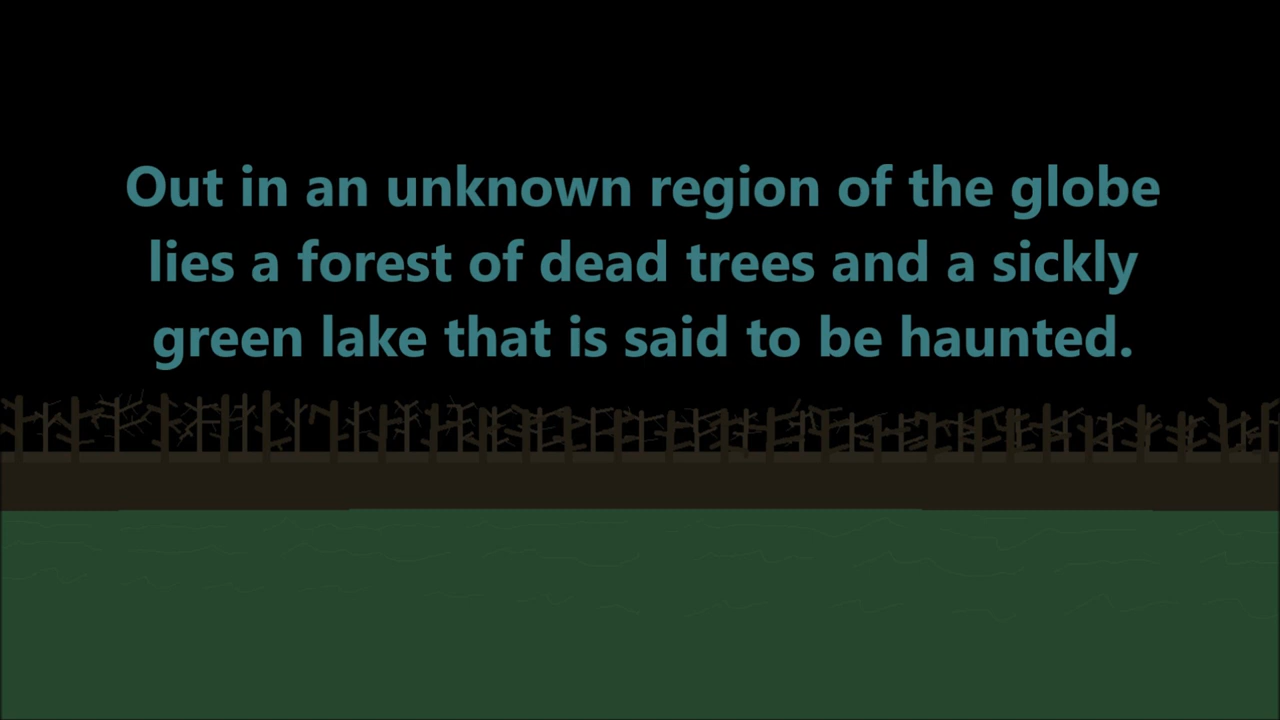 Out in an unknown region of the globe
lies a forest of dead trees and a sickly
green lake that is said to be haunted.